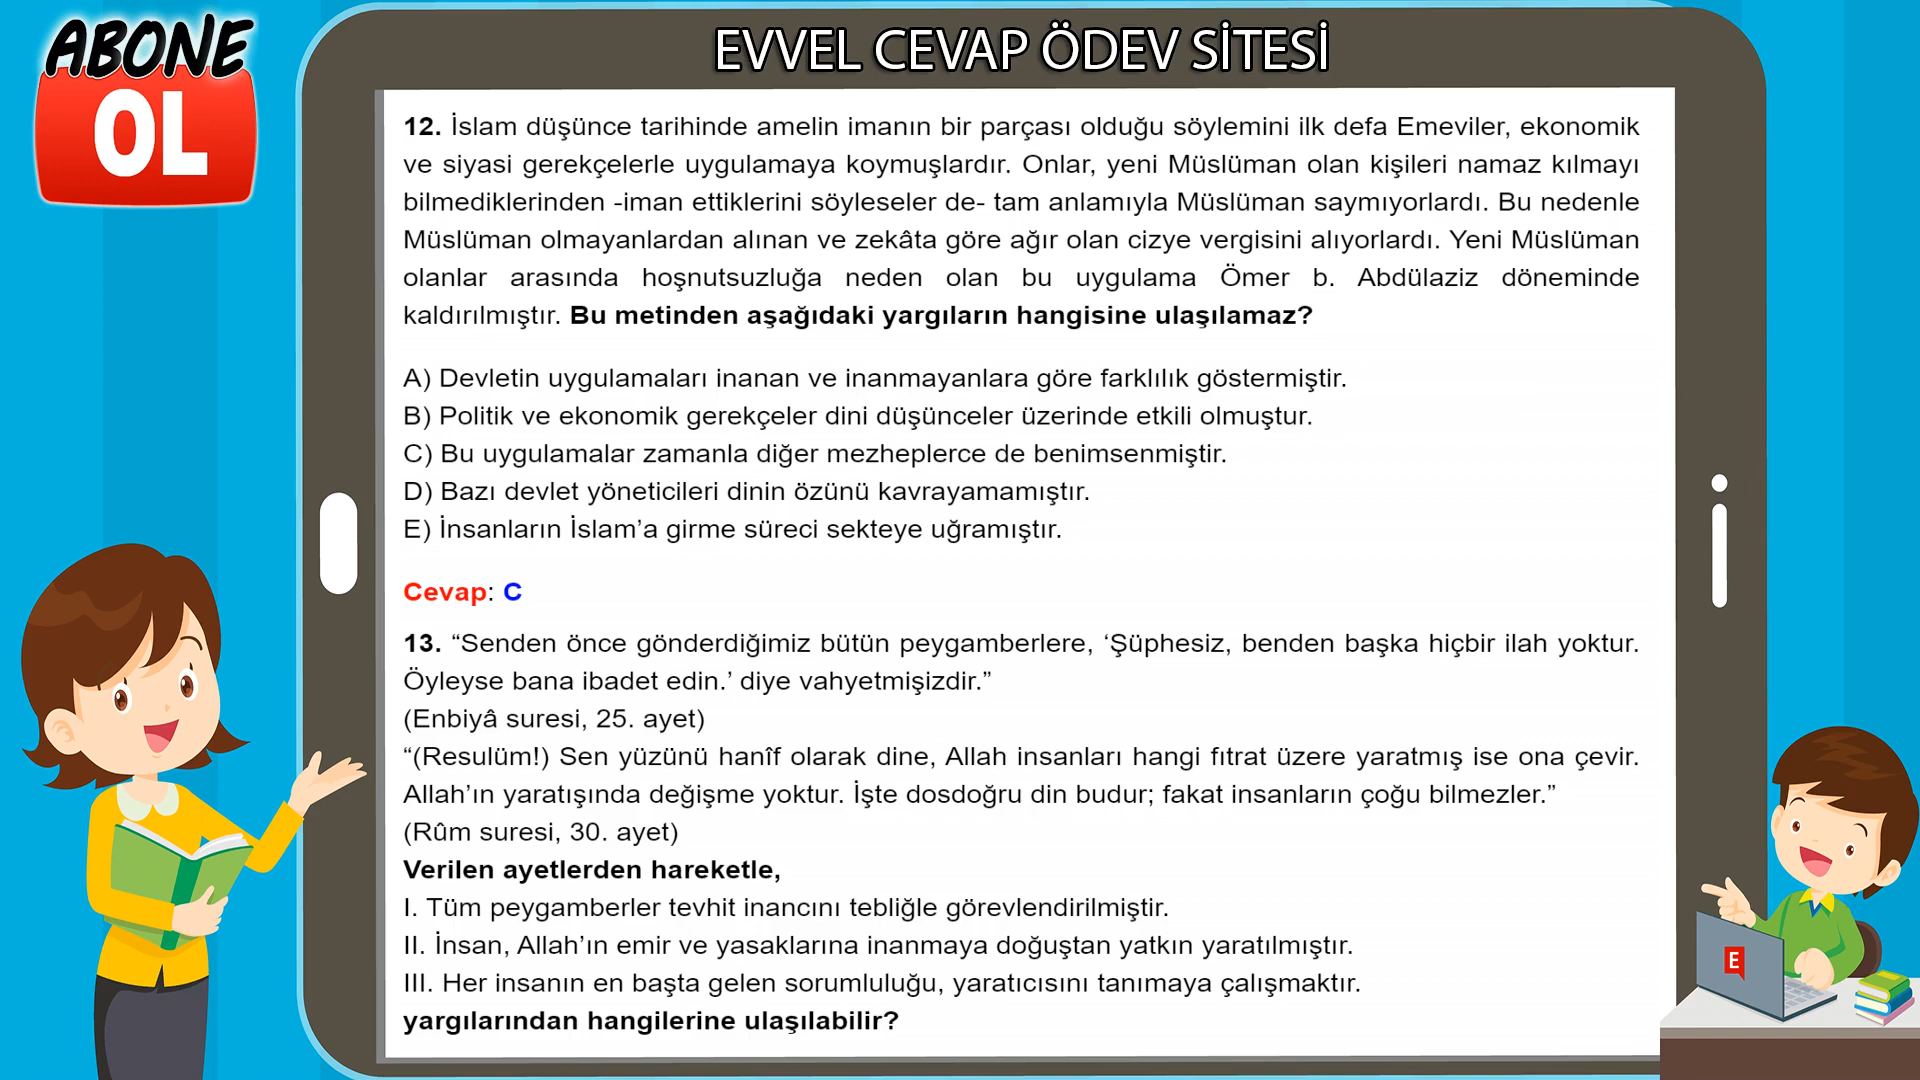 ABONE
OL
EVVEL CEVAP ÖDEV SİTESİ
12. İslam düşünce tarihinde amelin imanın bir parçası olduğu söylemini ilk defa Emeviler, ekonomik
ve siyasi gerekçelerle uygulamaya koymuşlardır. Onlar, yeni Müslüman olan kişileri namaz kılmayı
bilmediklerinden -iman ettiklerini söyleseler de- tam anlamıyla Müslüman saymıyorlardı. Bu nedenle
Müslüman olmayanlardan alınan ve zekâta göre ağır olan cizye vergisini alıyorlardı. Yeni Müslüman
olanlar arasında hoşnutsuzluğa neden olan bu uygulama Ömer b. Abdülaziz döneminde
kaldırılmıştır. Bu metinden aşağıdaki yargıların hangisine ulaşılamaz?
A) Devletin uygulamaları inanan ve inanmayanlara göre farklılık göstermiştir.
B) Politik ve ekonomik gerekçeler dini düşünceler üzerinde etkili olmuştur.
C) Bu uygulamalar zamanla diğer mezheplerce de benimsenmiştir.
D) Bazı devlet yöneticileri dinin özünü kavrayamamıştır.
E) İnsanların İslam’a girme süreci sekteye uğramıştır.
Cevap: C
13. “Senden önce gönderdiğimiz bütün peygamberlere, ‘Şüphesiz, benden başka hiçbir ilah yoktur.
Öyleyse bana ibadet edin.’ diye vahyetmişizdir.”
(Enbiyâ suresi, 25. ayet)
“(Resulüm!) Sen yüzünü hanîf olarak dine, Allah insanları hangi fıtrat üzere yaratmış ise ona çevir.
Allah’ın yaratışında değişme yoktur. İşte dosdoğru din budur; fakat insanların çoğu bilmezler.”
(Rûm suresi, 30. ayet)
Verilen ayetlerden hareketle,
I. Tüm peygamberler tevhit inancını tebliğle görevlendirilmiştir.
II. İnsan, Allah’ın emir ve yasaklarına inanmaya doğuştan yatkın yaratılmıştır.
III. Her insanın en başta gelen sorumluluğu, yaratıcısını tanımaya çalışmaktır.
yargılarından hangilerine ulaşılabilir?
E